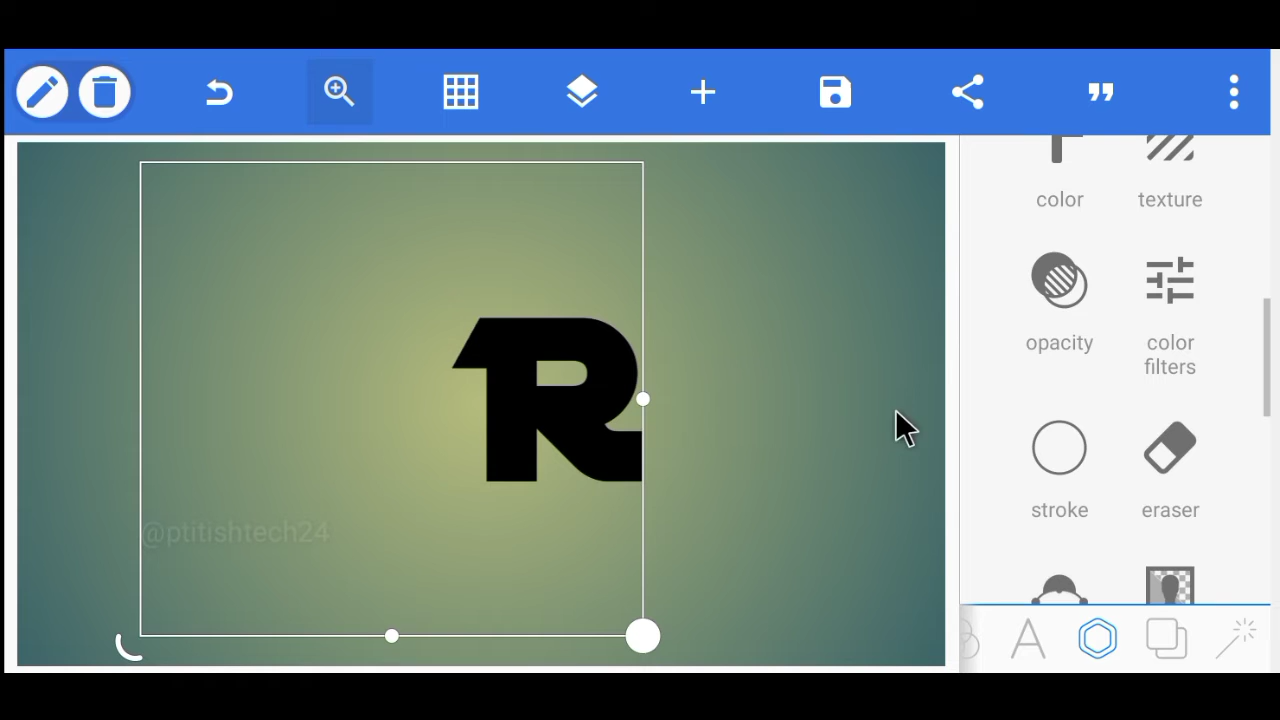 color texture
opacity color filters
R
stroke eraser
@ptitishtech24